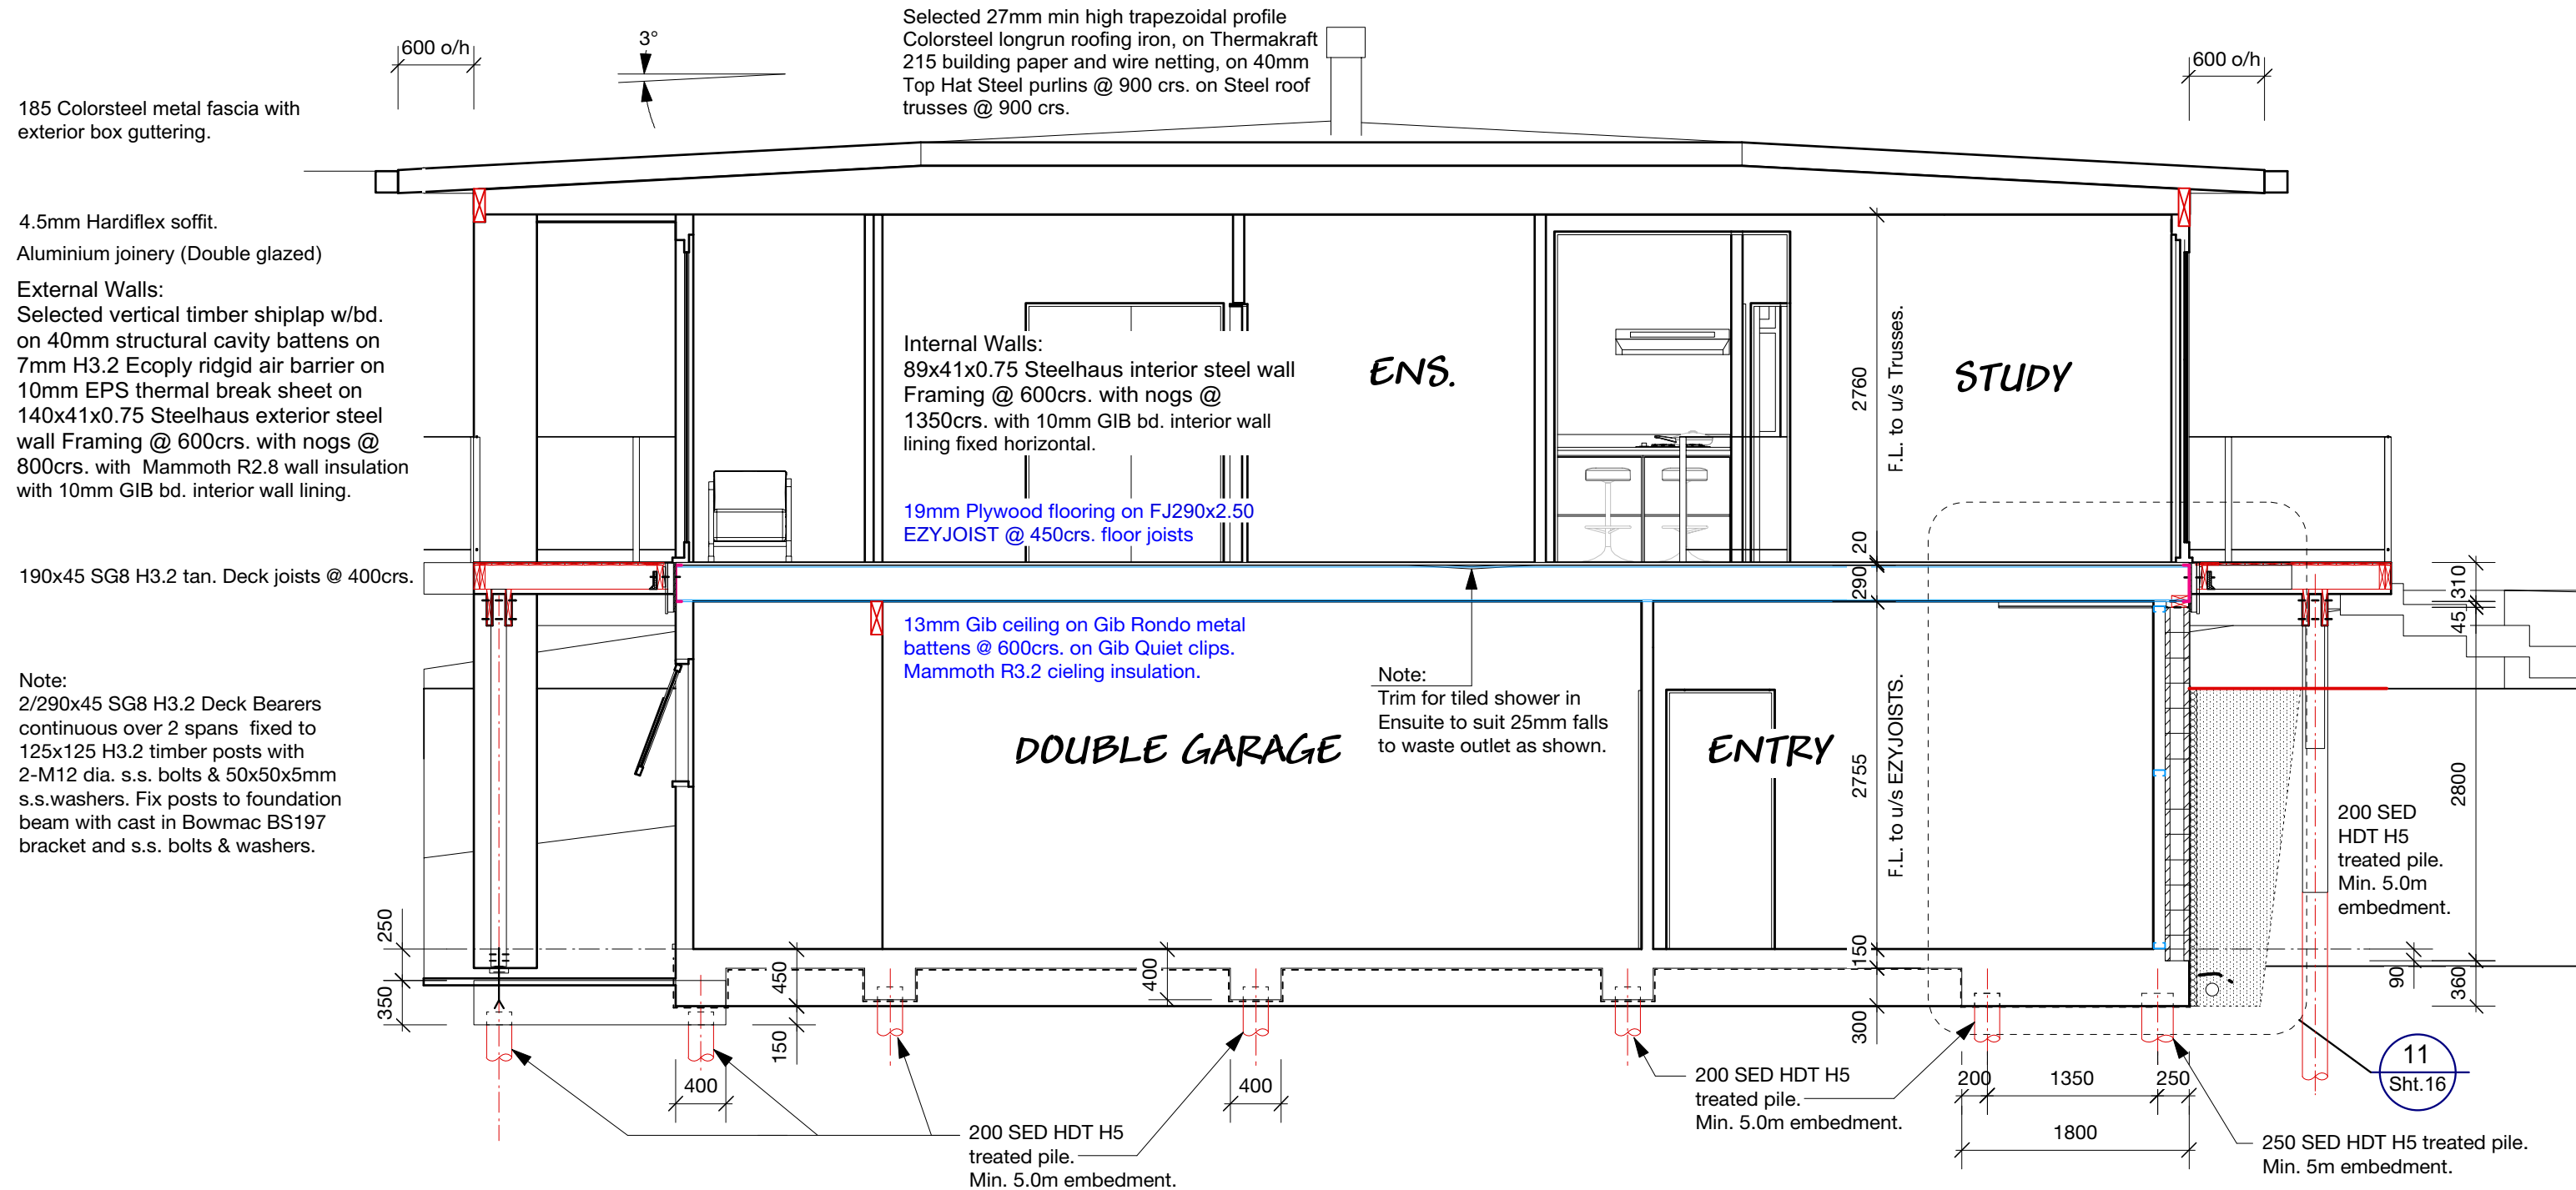 Selected 27mm min high trapezoidal profile
Colorsteel longrun roofing iron, on Thermakraft
215 building paper and wire netting, on 40mm
Top Hat Steel purlins @ 900 crs. on Steel roof
trusses @ 900 crs.
600 o/h
3°
600 o/h
185 Colorsteel metal fascia with
exterior box guttering.
4.5mm Hardiflex soffit.
Aluminium joinery (Double glazed)
External Walls:
Selected vertical timber shiplap w/bd.
on 40mm structural cavity battens on
7mm H3.2 Ecoply ridgid air barrier on
10mm EPS thermal break sheet on
140x41x0.75 Steelhaus exterior steel
wall Framing @ 600crs. with nogs @
800crs. with Mammoth R2.8 wall insulation
with 10mm GIB bd. interior wall lining.
190x45 SG8 H3.2 tan. Deck joists @ 400crs.
Note:
2/290x45 SG8 H3.2 Deck Bearers
continuous over 2 spans fixed to
125x125 H3.2 timber posts with
2-M12 dia. s.s. bolts & 50x50x5mm
s.s.washers. Fix posts to foundation
beam with cast in Bowmac BS197
bracket and s.s. bolts & washers.
Internal Walls:
89x41x0.75 Steelhaus interior steel wall
Framing @ 600crs. with nogs @
1350crs. with 10mm GIB bd. interior wall
lining fixed horizontal.
19mm Plywood flooring on FJ290x2.50
EZYJOIST @ 450crs. floor joists
ENS.
STUDY
2760
F.L. to u/s Trusses.
20
290
13mm Gib ceiling on Gib Rondo metal
battens @ 600crs. on Gib Quiet clips.
Mammoth R3.2 cieling insulation.
Note:
Trim for tiled shower in
Ensuite to suit 25mm falls
to waste outlet as shown.
DOUBLE GARAGE
ENTRY
2755
F.L. to u/s EZYJOISTS.
310
45
2800
200 SED
HDT H5
treated pile.
Min. 5.0m
embedment.
250
350
450
150
400
150
300
90
360
400
400
200 SED HDT H5
treated pile.
Min. 5.0m embedment.
200 SED HDT H5
treated pile.
Min. 5.0m embedment.
200
1350
250
1800
11
Sht.16
250 SED HDT H5 treated pile.
Min. 5m embedment.